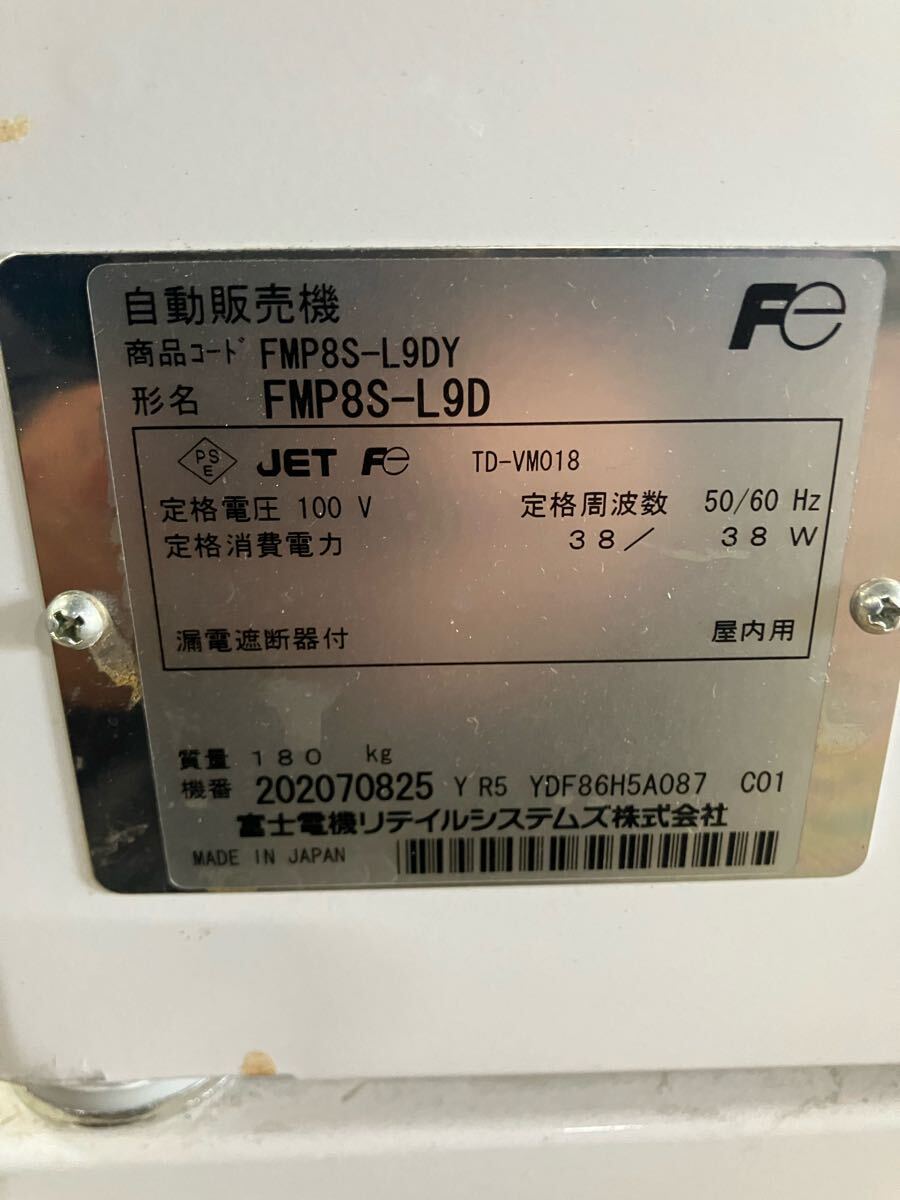 自動販売機
Fe
商品コード FMP8S-L9DY
形名 FMP8S-L9D
PSE JET Fe TD-VM018
定格電圧 100 V 定格周波数 50/60 Hz
定格消費電力 38/ 38 W
漏電遮断器付 屋内用
質量 180 kg
機番 202070825 Y R5 YDF86H5A087 C01
富士電機リテイルシステムズ株式会社
MADE IN JAPAN